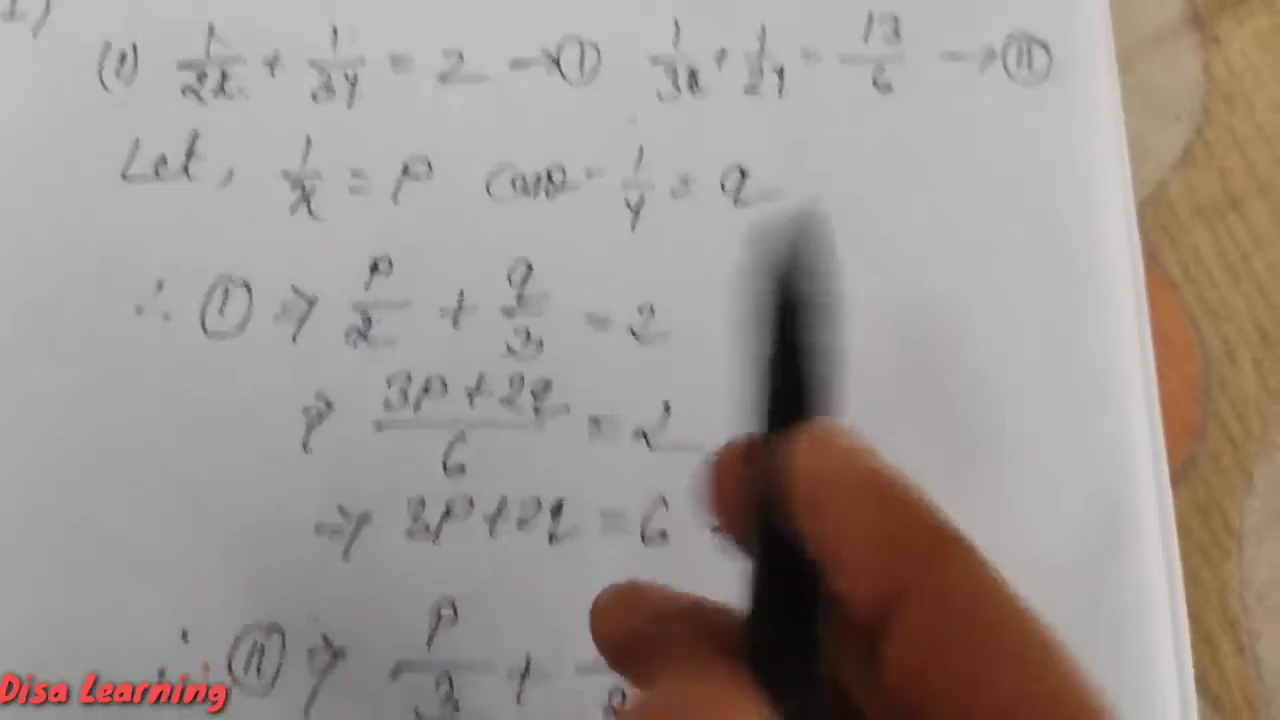 (i) 1/2x + 1/3y = 2 → (I) 1/3x + 1/2y = 13/6 → (II)
Let, 1/x = p 1/y = q
∴ (I) ⇒ p/2 + q/3 = 2
⇒ (3p + 2q)/6 = 2
⇒ 3p + 2q = 6
∴ (II) ⇒ p/3 +
Disa Learning